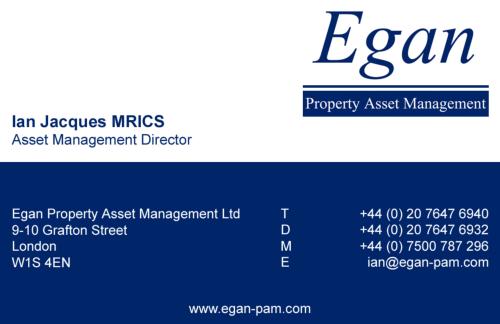 Egan
Property Asset Management
Ian Jacques MRICS
Asset Management Director
Egan Property Asset Management Ltd T +44 (0) 20 7647 6940
9-10 Grafton Street D +44 (0) 20 7647 6932
London M +44 (0) 7500 787 296
W1S 4EN E ian@egan-pam.com
www.egan-pam.com